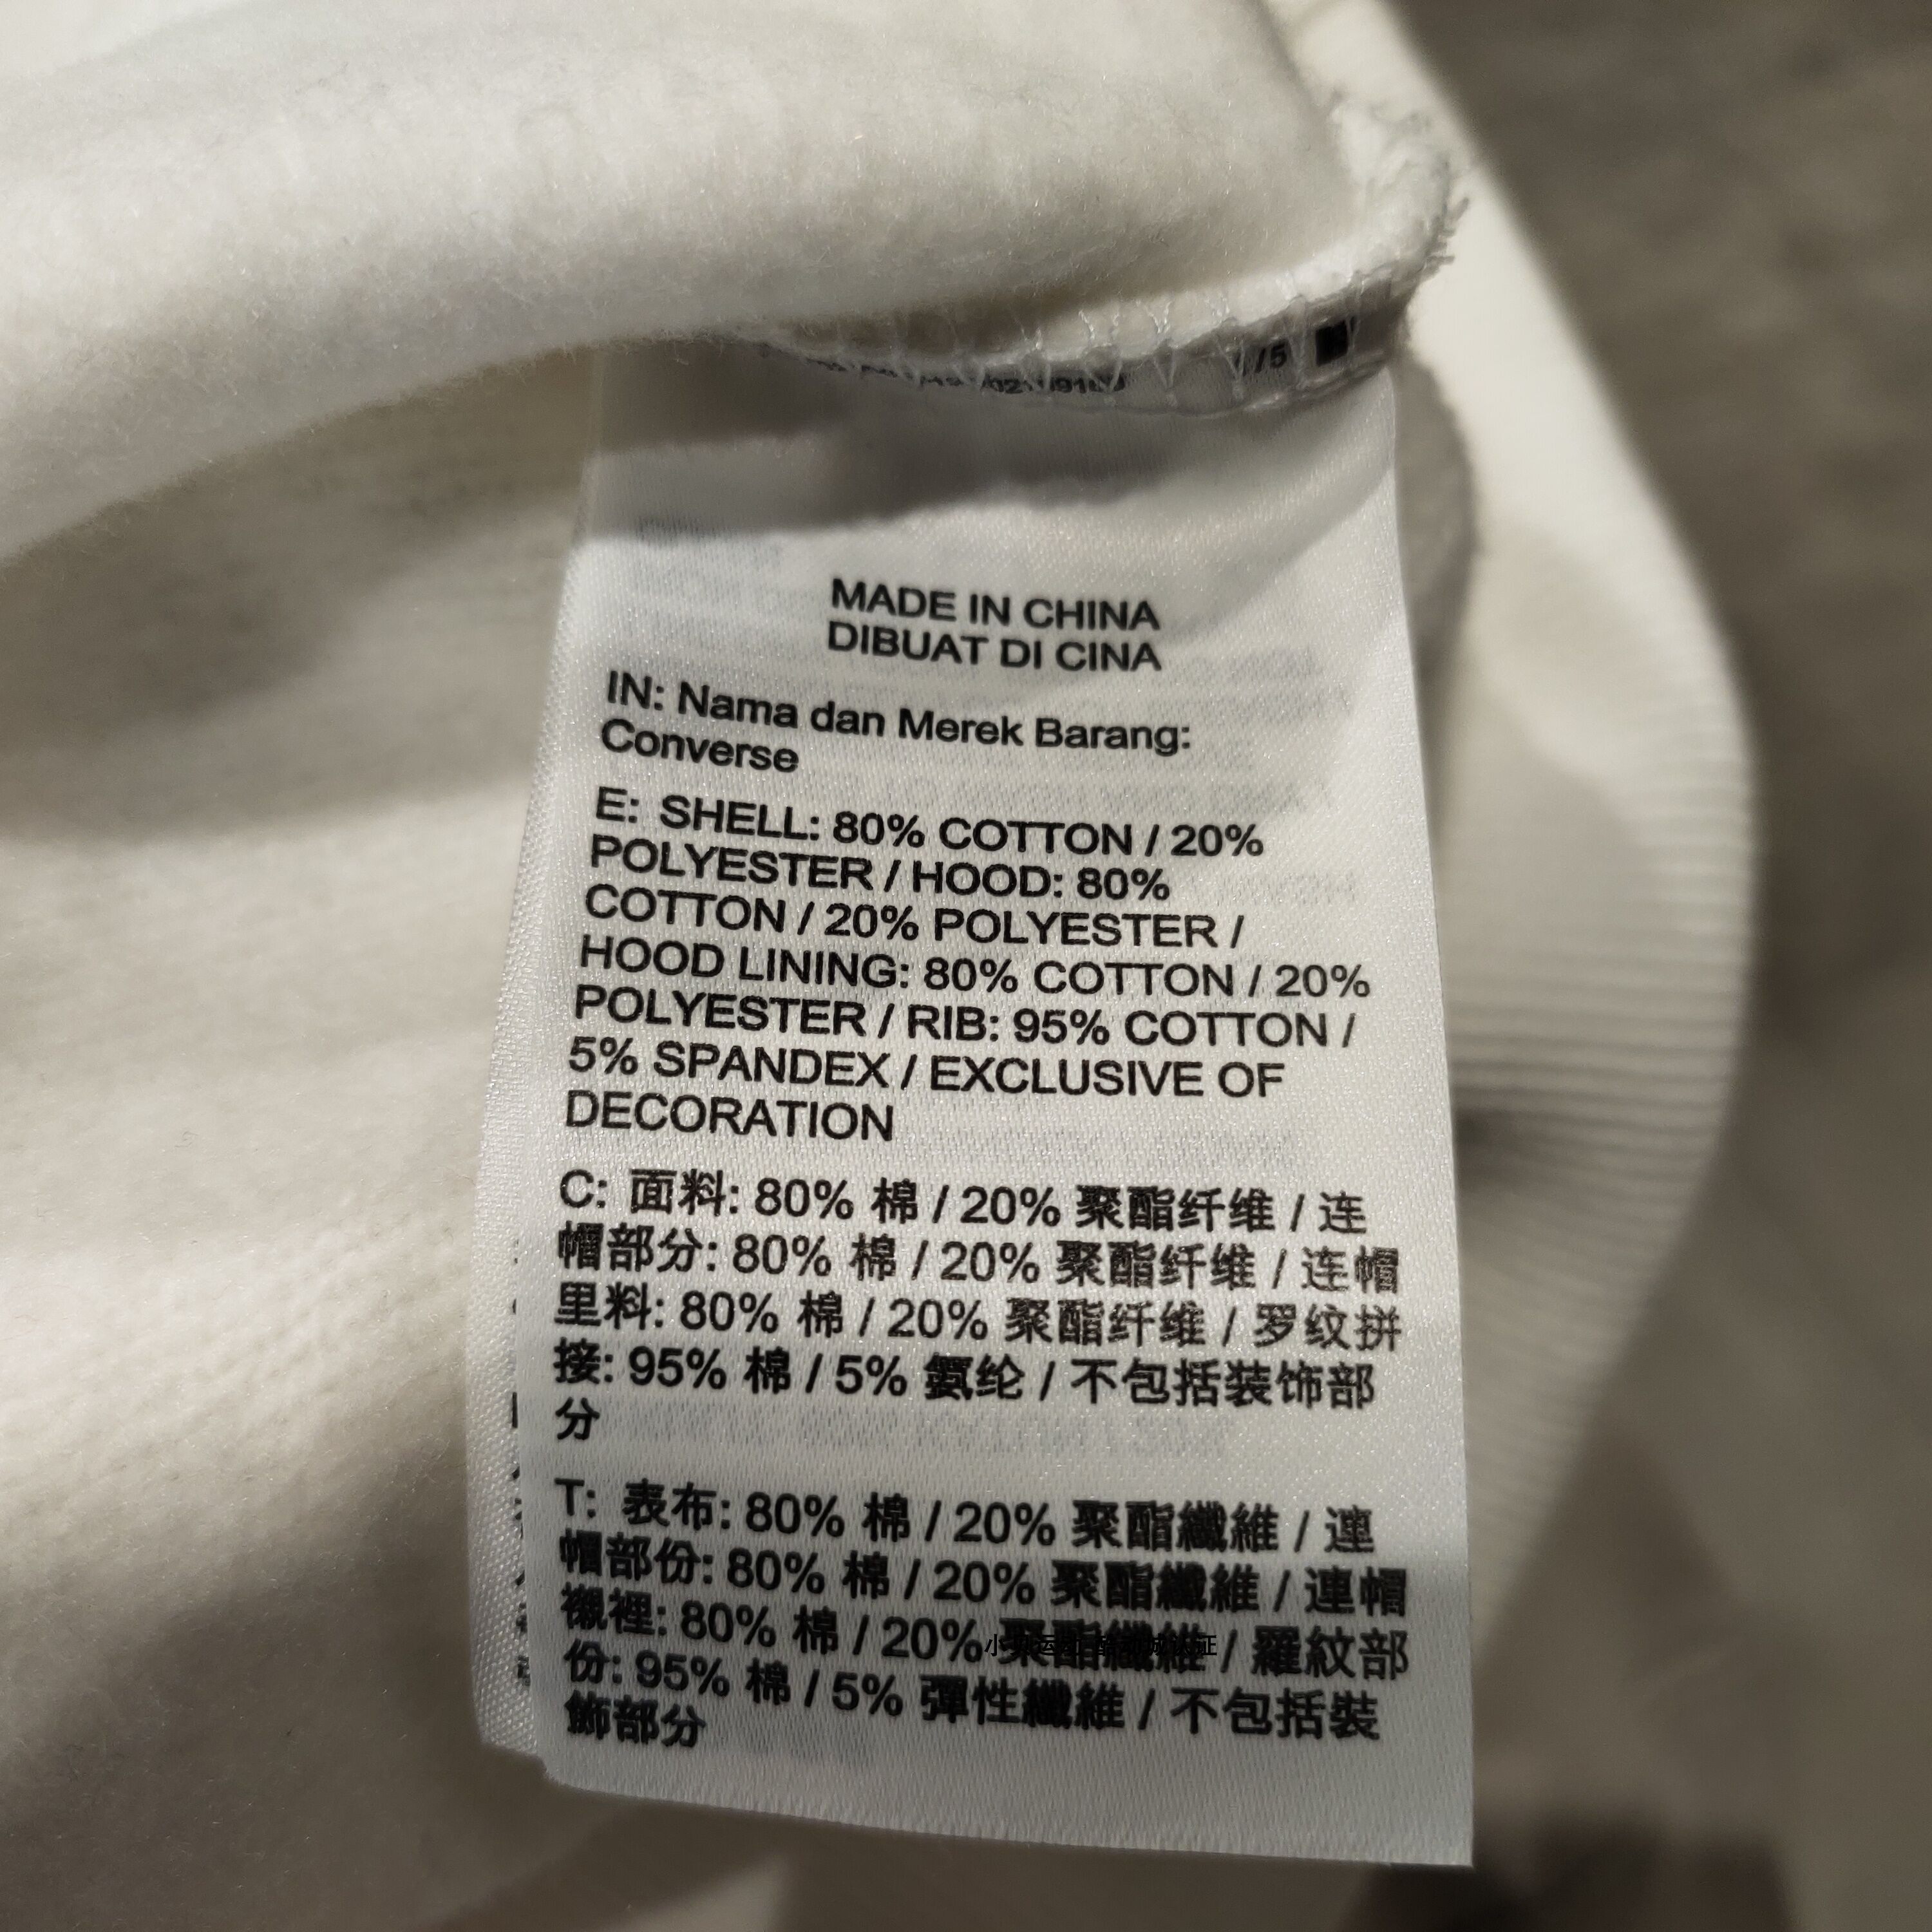 /5
MADE IN CHINA
DIBUAT DI CINA
IN: Nama dan Merek Barang:
Converse
E: SHELL: 80% COTTON / 20%
POLYESTER / HOOD: 80%
COTTON / 20% POLYESTER /
HOOD LINING: 80% COTTON / 20%
POLYESTER / RIB: 95% COTTON /
5% SPANDEX / EXCLUSIVE OF
DECORATION
C: 面料: 80% 棉 / 20% 聚酯纤维 / 连
帽部分: 80% 棉 / 20% 聚酯纤维 / 连帽
里料: 80% 棉 / 20% 聚酯纤维 / 罗纹拼
接: 95% 棉 / 5% 氨纶 / 不包括装饰部
分
T: 表布: 80% 棉 / 20% 聚酯纖維 / 連
帽部份: 80% 棉 / 20% 聚酯纖維 / 連帽
襯裡: 80% 棉 / 20% 聚酯纖維 / 羅紋部
份: 95% 棉 / 5% 彈性纖維 / 不包括裝
飾部分